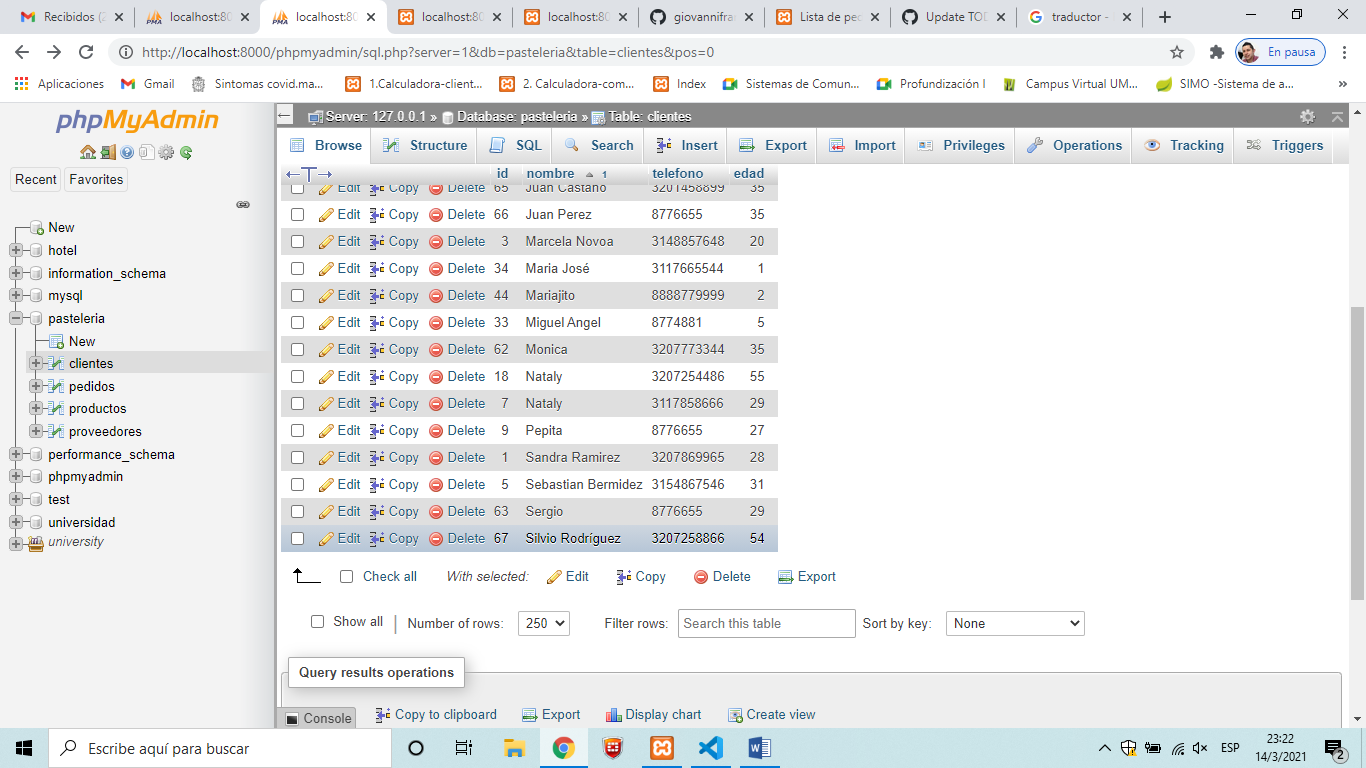 Recibidos (2
localhost:80
localhost:80
localhost:80
localhost:80
giovannifra
Lista de pec
Update TOD
traductor -
http://localhost:8000/phpmyadmin/sql.php?server=1&db=pasteleria&table=clientes&pos=0
En pausa
Aplicaciones Gmail Sintomas covid.ma... 1.Calculadora-client... 2. Calculadora-com... Index Sistemas de Comun... Profundización I Campus Virtual UM... SIMO -Sistema de a... »
phpMyAdmin
Recent Favorites
New
hotel
information_schema
mysql
pasteleria
New
clientes
pedidos
productos
proveedores
performance_schema
phpmyadmin
test
universidad
university
Server: 127.0.0.1 » Database: pasteleria » Table: clientes
Browse Structure SQL Search Insert Export Import Privileges Operations Tracking Triggers
id nombre 1 telefono edad
Edit Copy Delete 65 Juan Castaño 3201458899 35
Edit Copy Delete 66 Juan Perez 8776655 35
Edit Copy Delete 3 Marcela Novoa 3148857648 20
Edit Copy Delete 34 Maria José 3117665544 1
Edit Copy Delete 44 Mariajito 8888779999 2
Edit Copy Delete 33 Miguel Angel 8774881 5
Edit Copy Delete 62 Monica 3207773344 35
Edit Copy Delete 18 Nataly 3207254486 55
Edit Copy Delete 7 Nataly 3117858666 29
Edit Copy Delete 9 Pepita 8776655 27
Edit Copy Delete 1 Sandra Ramirez 3207869965 28
Edit Copy Delete 5 Sebastian Bermidez 3154867546 31
Edit Copy Delete 63 Sergio 8776655 29
Edit Copy Delete 67 Silvio Rodríguez 3207258866 54
Check all With selected: Edit Copy Delete Export
Show all Number of rows: 250 Filter rows: Search this table Sort by key: None
Query results operations
Console Copy to clipboard Export Display chart Create view
Escribe aquí para buscar
ESP
23:22
14/3/2021
2